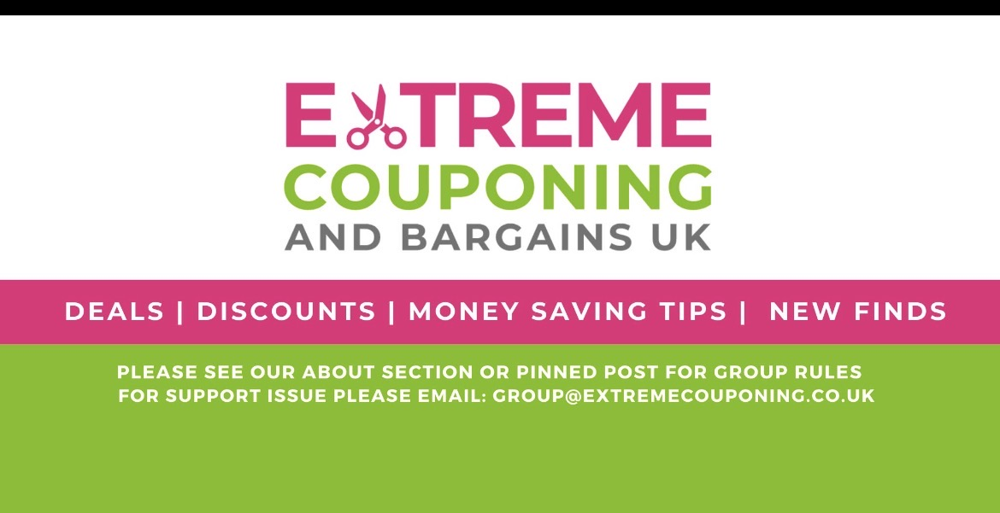 EXTREME
COUPONING
AND BARGAINS UK
DEALS | DISCOUNTS | MONEY SAVING TIPS | NEW FINDS
PLEASE SEE OUR ABOUT SECTION OR PINNED POST FOR GROUP RULES
FOR SUPPORT ISSUE PLEASE EMAIL: GROUP@EXTREMECOUPONING.CO.UK